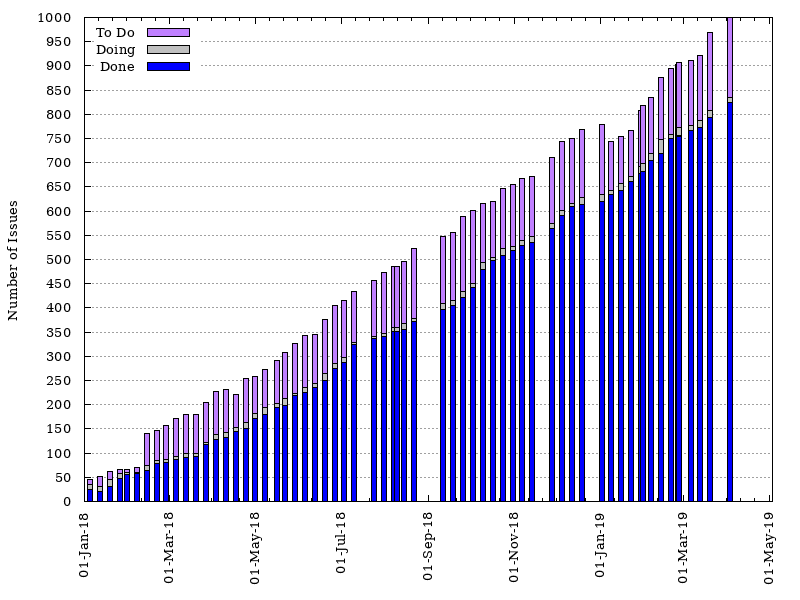 1000
950
900
850
800
750
700
650
600
550
500
450
400
350
300
250
200
150
100
50
0
To Do
Doing
Done
Number of Issues
01-Jan-18
01-Mar-18
01-May-18
01-Jul-18
01-Sep-18
01-Nov-18
01-Jan-19
01-Mar-19
01-May-19